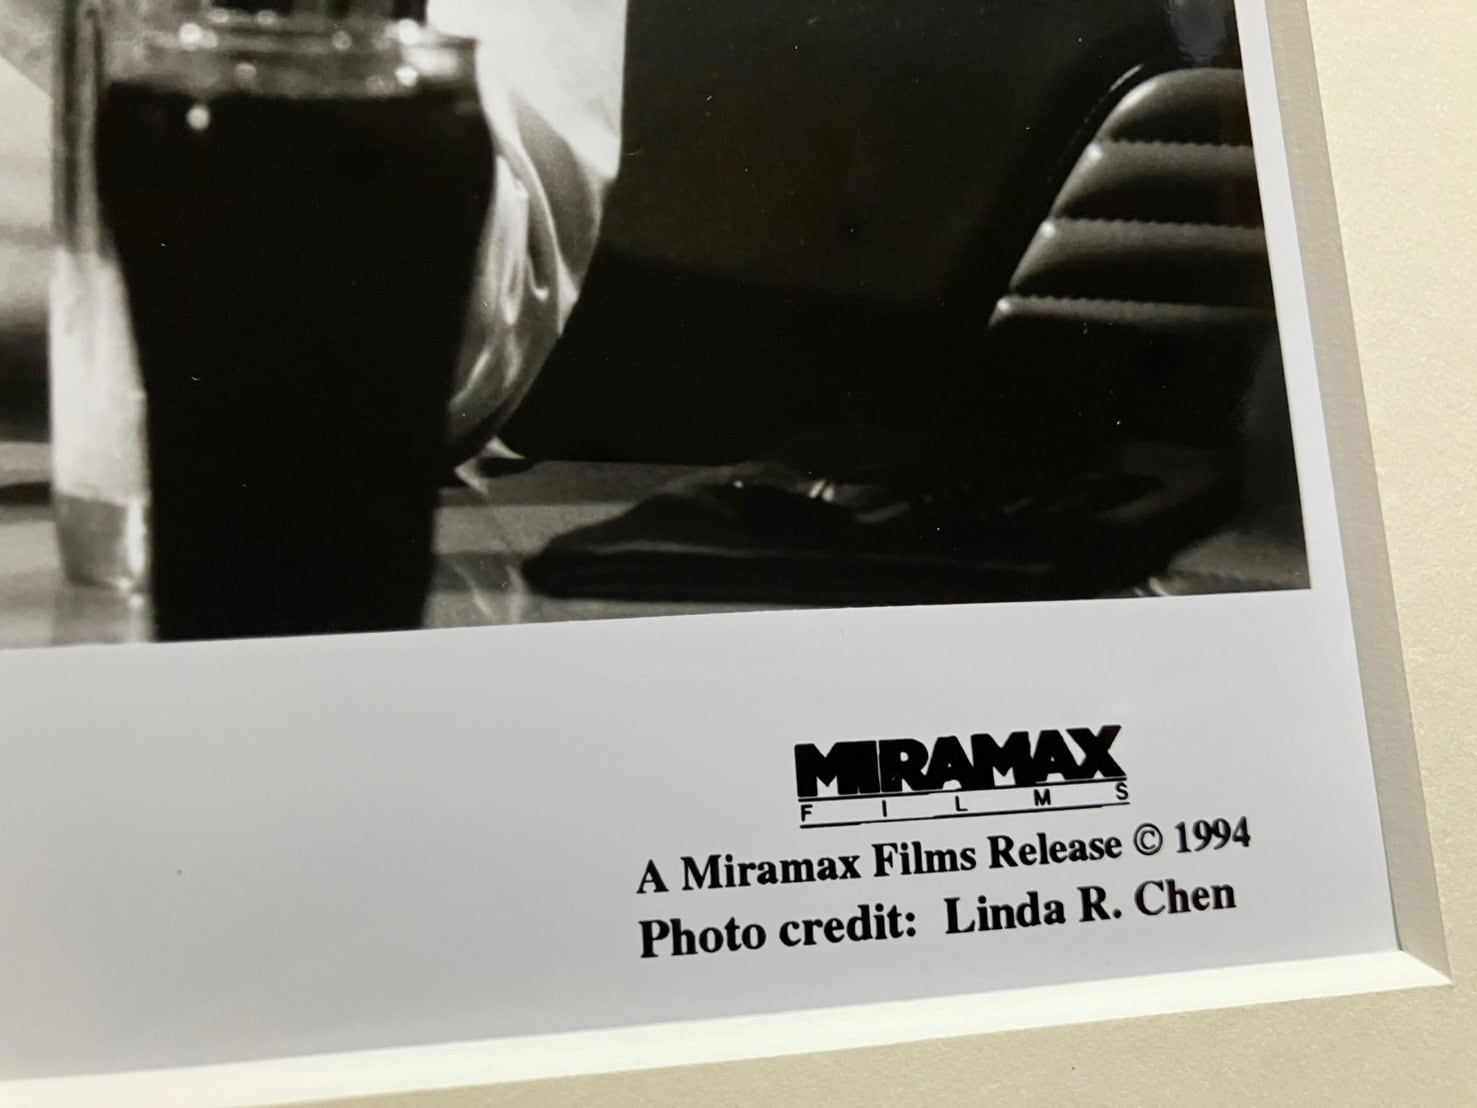 MIRAMAX
FILMS
A Miramax Films Release © 1994
Photo credit: Linda R. Chen